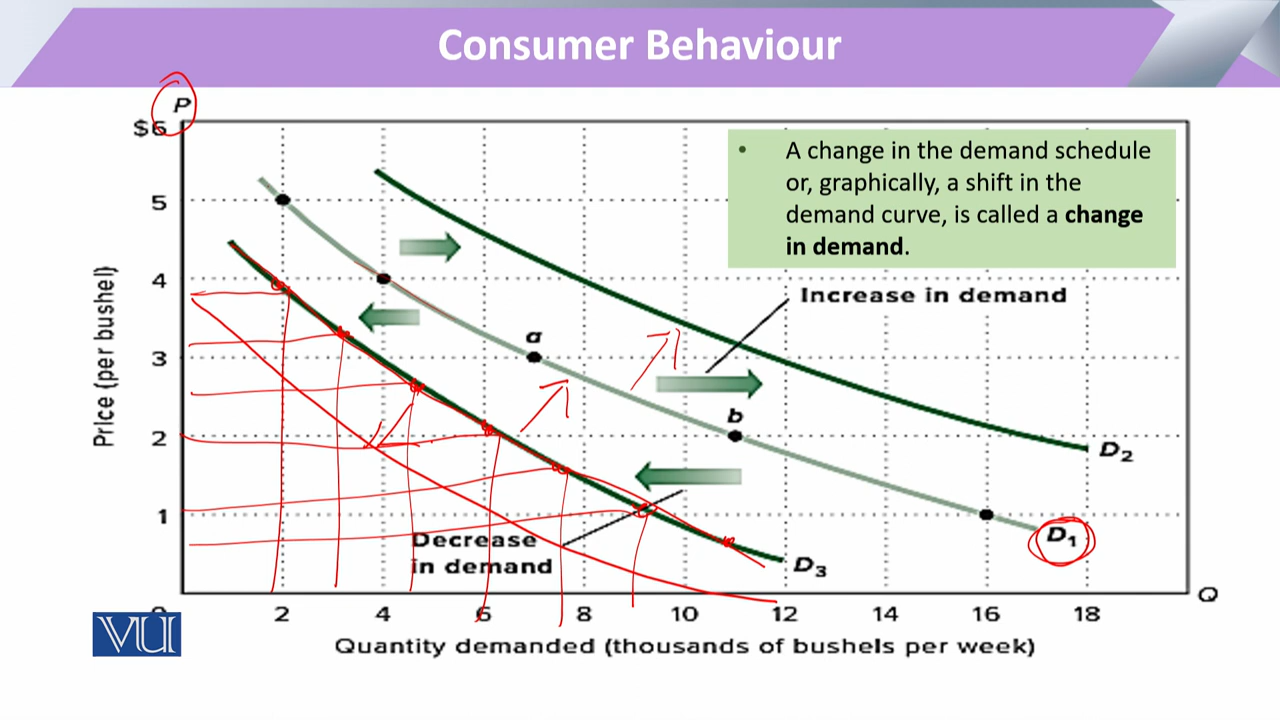 Consumer Behaviour
P
$6
5
4
3
2
1
0
Price (per bushel)
• A change in the demand schedule
or, graphically, a shift in the
demand curve, is called a change
in demand.
Increase in demand
a
b
D2
D1
D3
Decrease
in demand
Q
2 4 6 8 10 12 14 16 18
Quantity demanded (thousands of bushels per week)
VU